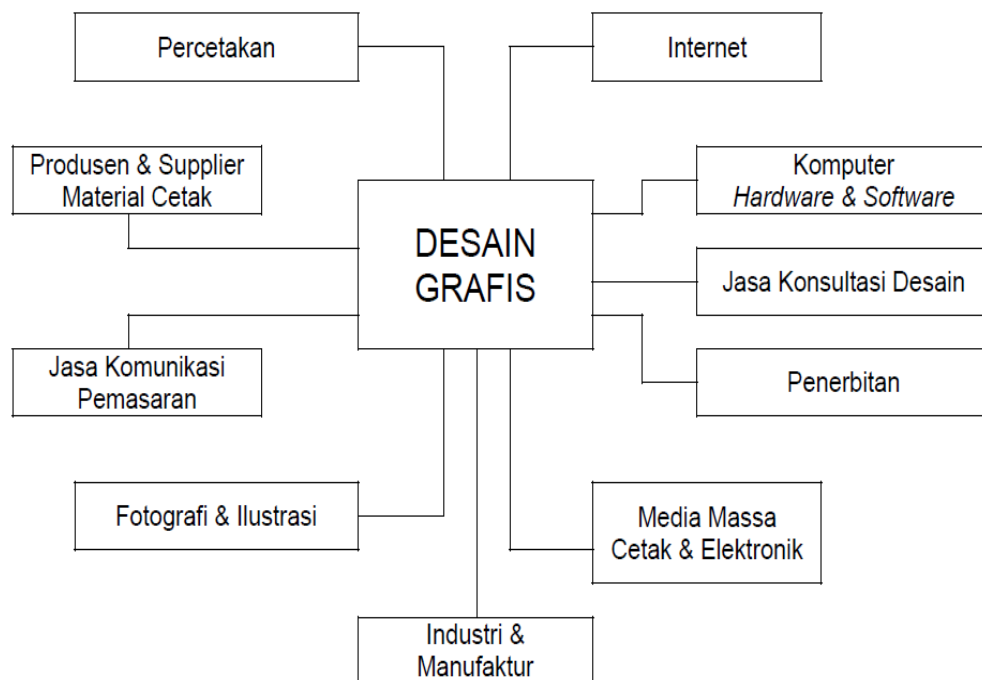 Percetakan
Internet
Produsen & Supplier
Material Cetak
Komputer
Hardware & Software
DESAIN
GRAFIS
Jasa Konsultasi Desain
Jasa Komunikasi
Pemasaran
Penerbitan
Fotografi & Ilustrasi
Media Massa
Cetak & Elektronik
Industri &
Manufaktur